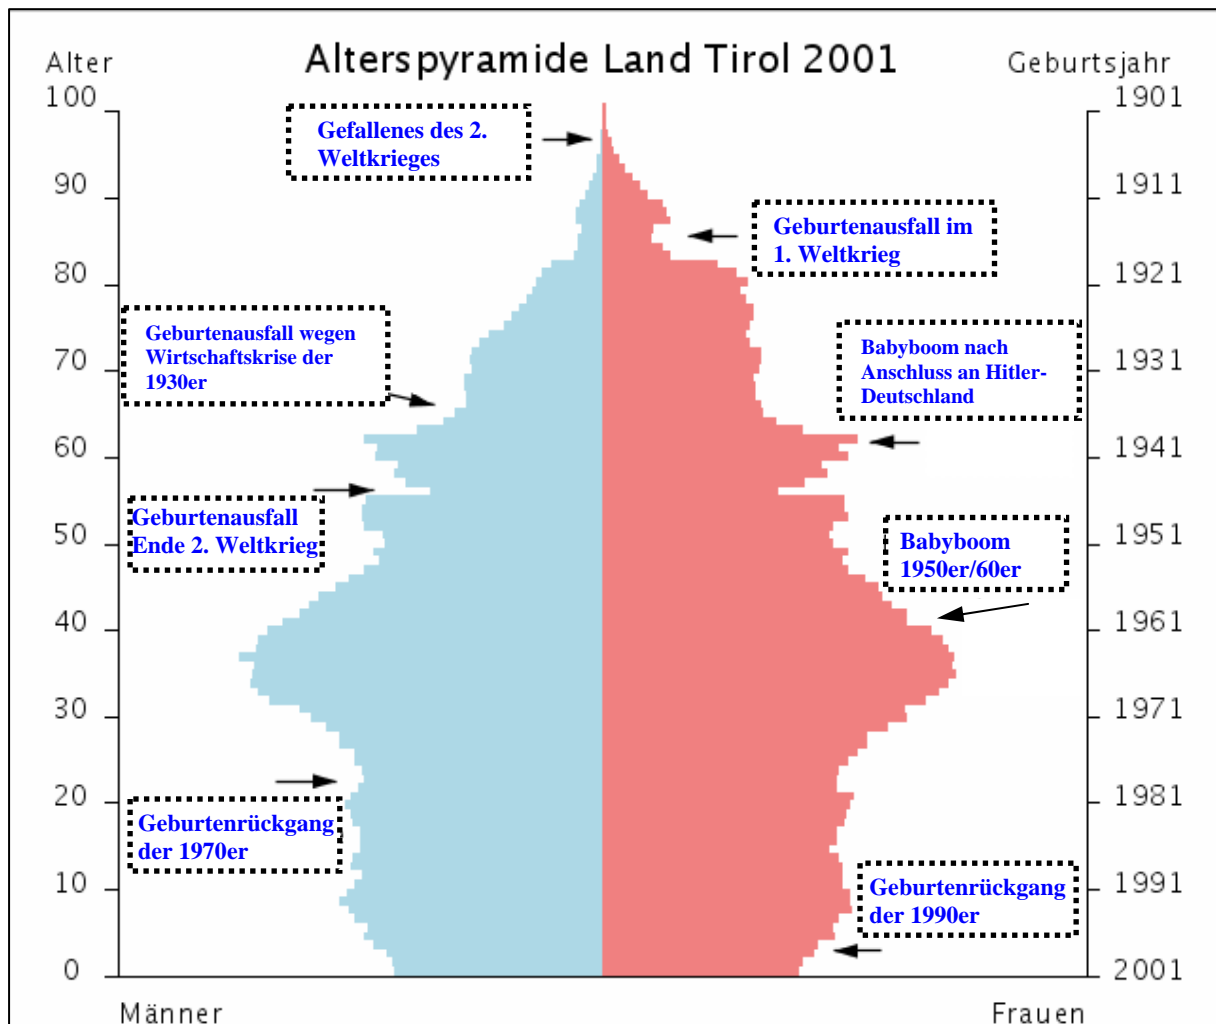 Alterspyramide Land Tirol 2001
Alter
Geburtsjahr
100
1901
Gefallenes des 2.
Weltkrieges
90
1911
Geburtenausfall im
1. Weltkrieg
80
1921
Geburtenausfall wegen
Wirtschaftskrise der
1930er
Babyboom nach
Anschluss an Hitler-
Deutschland
70
1931
60
1941
Geburtenausfall
Ende 2. Weltkrieg
50
1951
Babyboom
1950er/60er
40
1961
30
1971
20
1981
Geburtenrückgang
der 1970er
10
1991
Geburtenrückgang
der 1990er
0
2001
Männer
Frauen